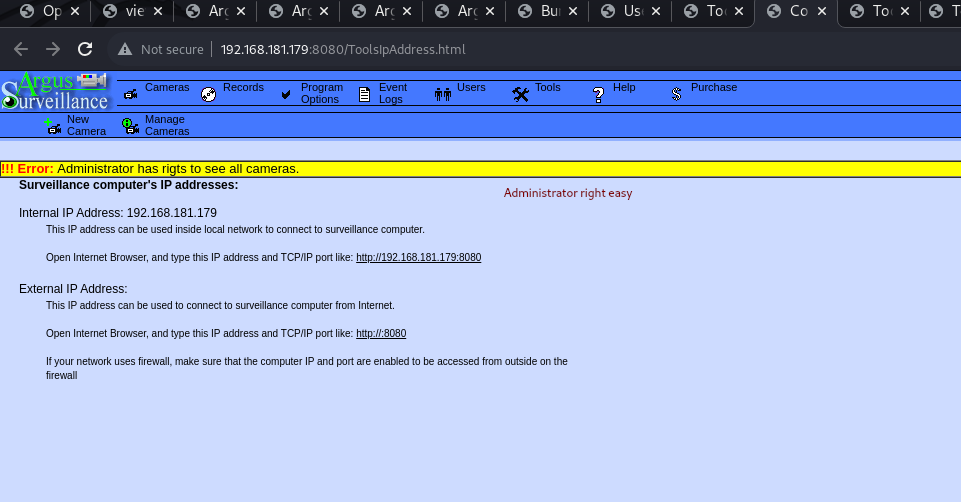 Op
vie
Arg
Arg
Arg
Arg
Bui
Use
Too
Co
Too
T
Not secure 192.168.181.179:8080/ToolsIpAddress.html
Argus
Surveillance
Cameras
Records
Program
Options
Event
Logs
Users
Tools
Help
Purchase
New
Camera
Manage
Cameras
!!! Error: Administrator has rigts to see all cameras.
Surveillance computer's IP addresses:
Administrator right easy
Internal IP Address: 192.168.181.179
This IP address can be used inside local network to connect to surveillance computer.
Open Internet Browser, and type this IP address and TCP/IP port like: http://192.168.181.179:8080
External IP Address:
This IP address can be used to connect to surveillance computer from Internet.
Open Internet Browser, and type this IP address and TCP/IP port like: http://:8080
If your network uses firewall, make sure that the computer IP and port are enabled to be accessed from outside on the
firewall